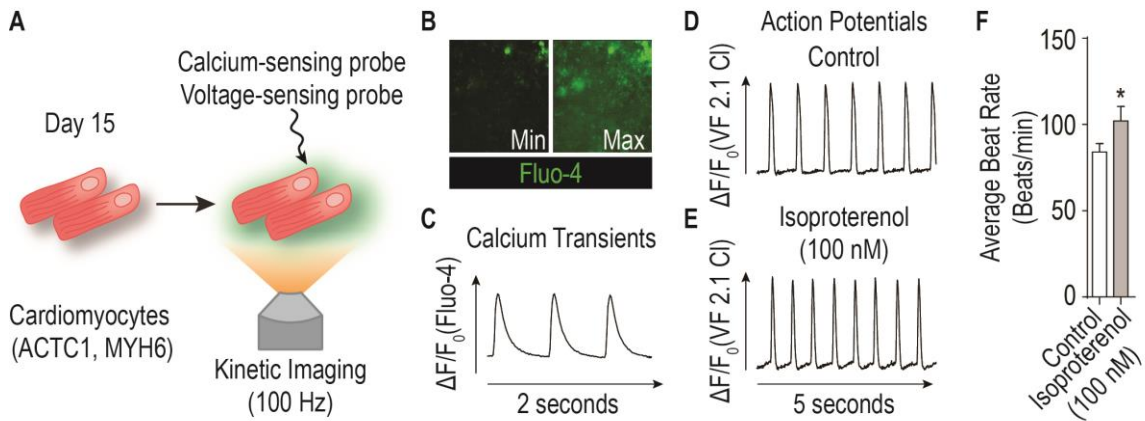 A
Calcium-sensing probe
Voltage-sensing probe
Day 15
Cardiomyocytes
(ACTC1, MYH6)
Kinetic Imaging
(100 Hz)
B
Min
Max
Fluo-4
C
Calcium Transients
ΔF/F0(Fluo-4)
2 seconds
D
Action Potentials
Control
ΔF/F0(VF 2.1 Cl)
E
Isoproterenol
(100 nM)
ΔF/F0(VF 2.1 Cl)
5 seconds
F
Average Beat Rate
(Beats/min)
150
100
50
0
*
Control
Isoproterenol
(100 nM)